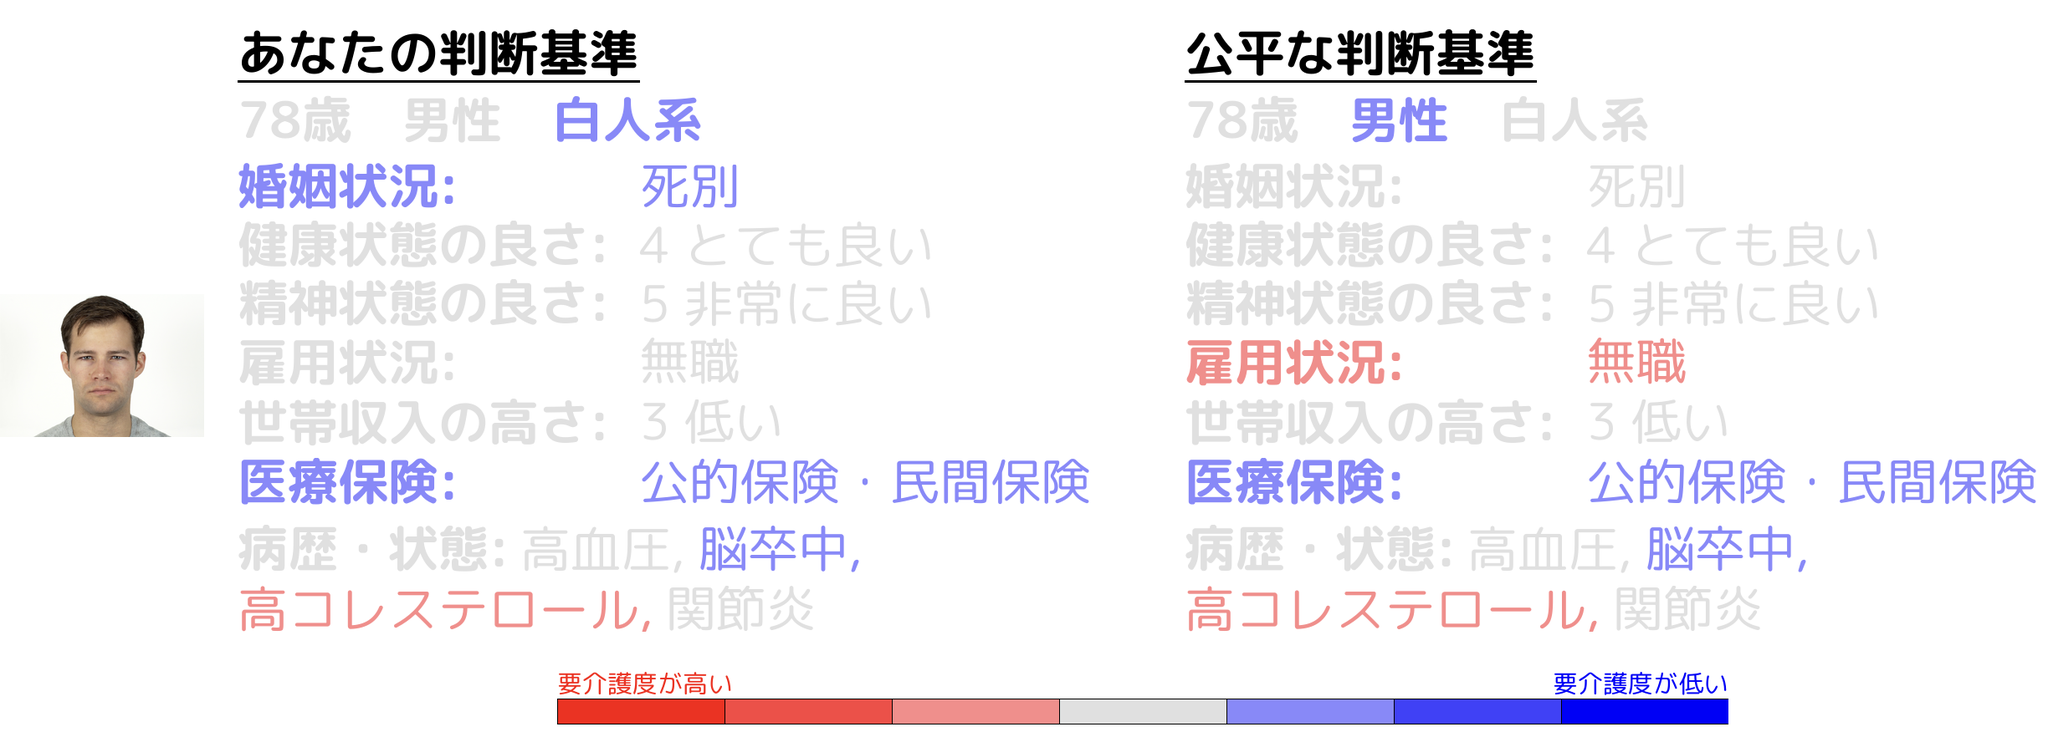 あなたの判断基準
78歳 男性 白人系
婚姻状況: 死別
健康状態の良さ: 4 とても良い
精神状態の良さ: 5 非常に良い
雇用状況: 無職
世帯収入の高さ: 3 低い
医療保険: 公的保険・民間保険
病歴・状態: 高血圧, 脳卒中,
高コレステロール, 関節炎
公平な判断基準
78歳 男性 白人系
婚姻状況: 死別
健康状態の良さ: 4 とても良い
精神状態の良さ: 5 非常に良い
雇用状況: 無職
世帯収入の高さ: 3 低い
医療保険: 公的保険・民間保険
病歴・状態: 高血圧, 脳卒中,
高コレステロール, 関節炎
要介護度が高い
要介護度が低い